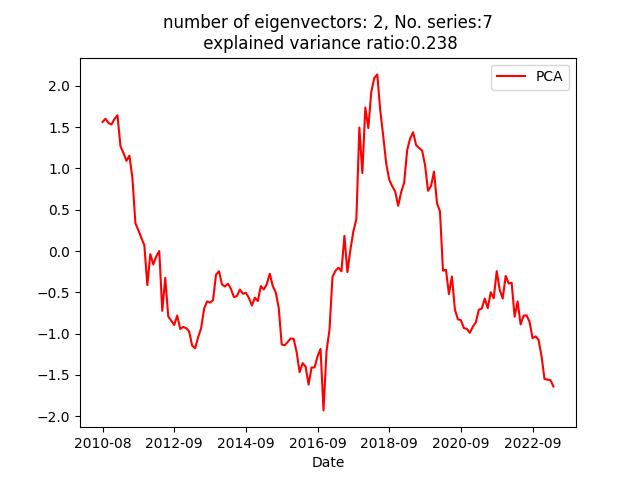 number of eigenvectors: 2, No. series:7
explained variance ratio:0.238
PCA
2.0
1.5
1.0
0.5
0.0
−0.5
−1.0
−1.5
−2.0
2010-08 2012-09 2014-09 2016-09 2018-09 2020-09 2022-09
Date